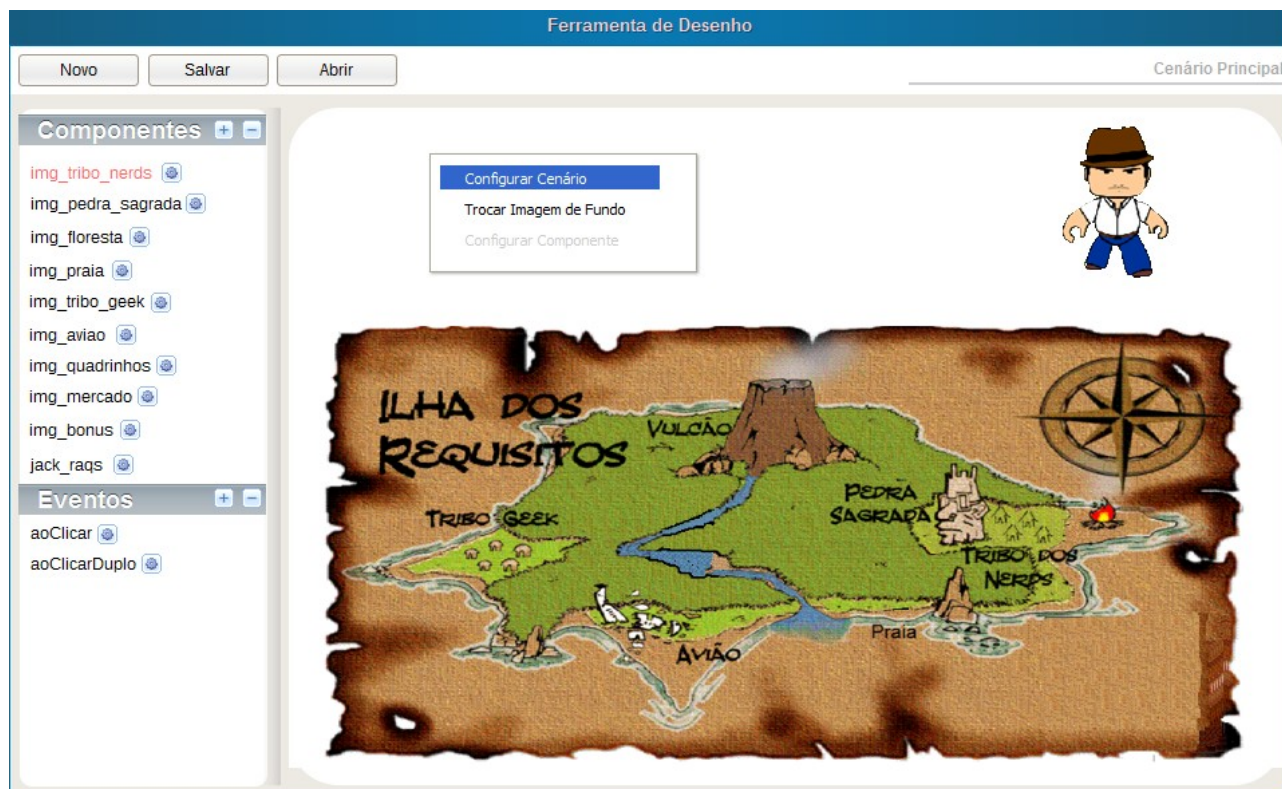 Ferramenta de Desenho
Novo
Salvar
Abrir
Cenário Principal
Componentes
img_tribo_nerds
img_pedra_sagrada
img_floresta
img_praia
img_tribo_geek
img_aviao
img_quadrinhos
img_mercado
img_bonus
jack_raqs
Eventos
aoClicar
aoClicarDuplo
Configurar Cenário
Trocar Imagem de Fundo
Configurar Componente
ILHA DOS
REQUISITOS
VULCÃO
PEDRA
SAGRADA
TRIBO GEEK
TRIBO DOS
NERDS
Praia
AVIÃO